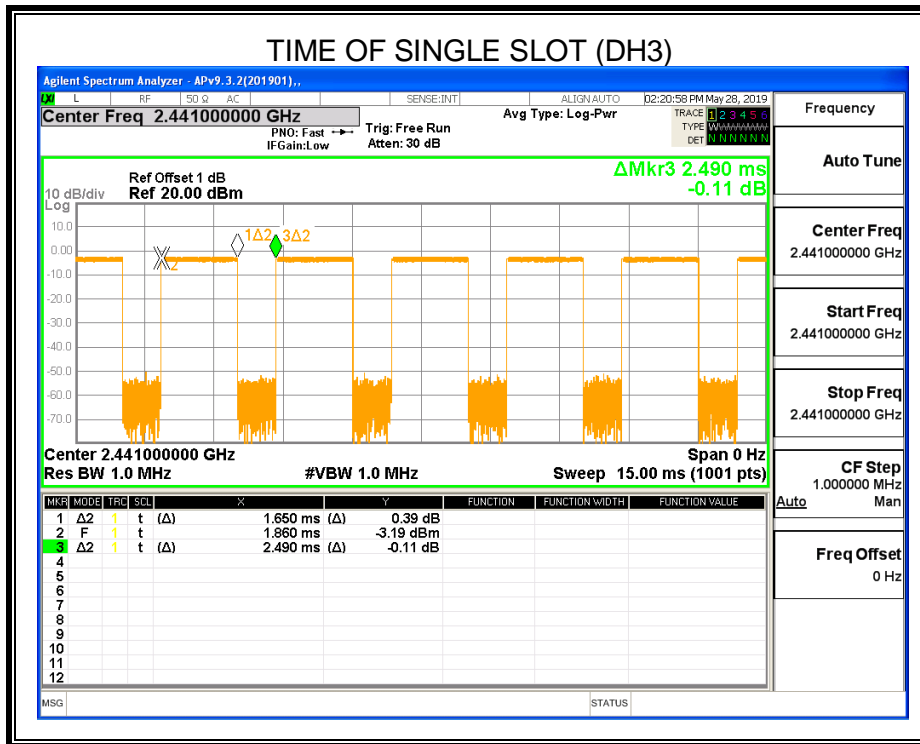 TIME OF SINGLE SLOT (DH3)
Agilent Spectrum Analyzer - APv9.3.2(201901),,
LXI L RF 50 Ω AC SENSE:INT ALIGN AUTO 02:20:58 PM May 28, 2019
Center Freq 2.441000000 GHz
PNO: Fast
IFGain:Low
Trig: Free Run
Atten: 30 dB
Avg Type: Log-Pwr
TRACE 1 2 3 4 5 6
TYPE WWWWWW
DET N N N N N N
ΔMkr3 2.490 ms
-0.11 dB
Ref Offset 1 dB
10 dB/div Ref 20.00 dBm
Log
10.0
0.00
-10.0
-20.0
-30.0
-40.0
-50.0
-60.0
-70.0
2
1Δ2
3Δ2
Center 2.441000000 GHz Span 0 Hz
Res BW 1.0 MHz #VBW 1.0 MHz Sweep 15.00 ms (1001 pts)
MKR MODE TRC SCL X Y FUNCTION FUNCTION WIDTH FUNCTION VALUE
1 Δ2 1 t (Δ) 1.650 ms (Δ) 0.39 dB
2 F 1 t 1.860 ms -3.19 dBm
3 Δ2 1 t (Δ) 2.490 ms (Δ) -0.11 dB
4
5
6
7
8
9
10
11
12
MSG STATUS
Frequency
Auto Tune
Center Freq
2.441000000 GHz
Start Freq
2.441000000 GHz
Stop Freq
2.441000000 GHz
CF Step
1.000000 MHz
Auto Man
Freq Offset
0 Hz